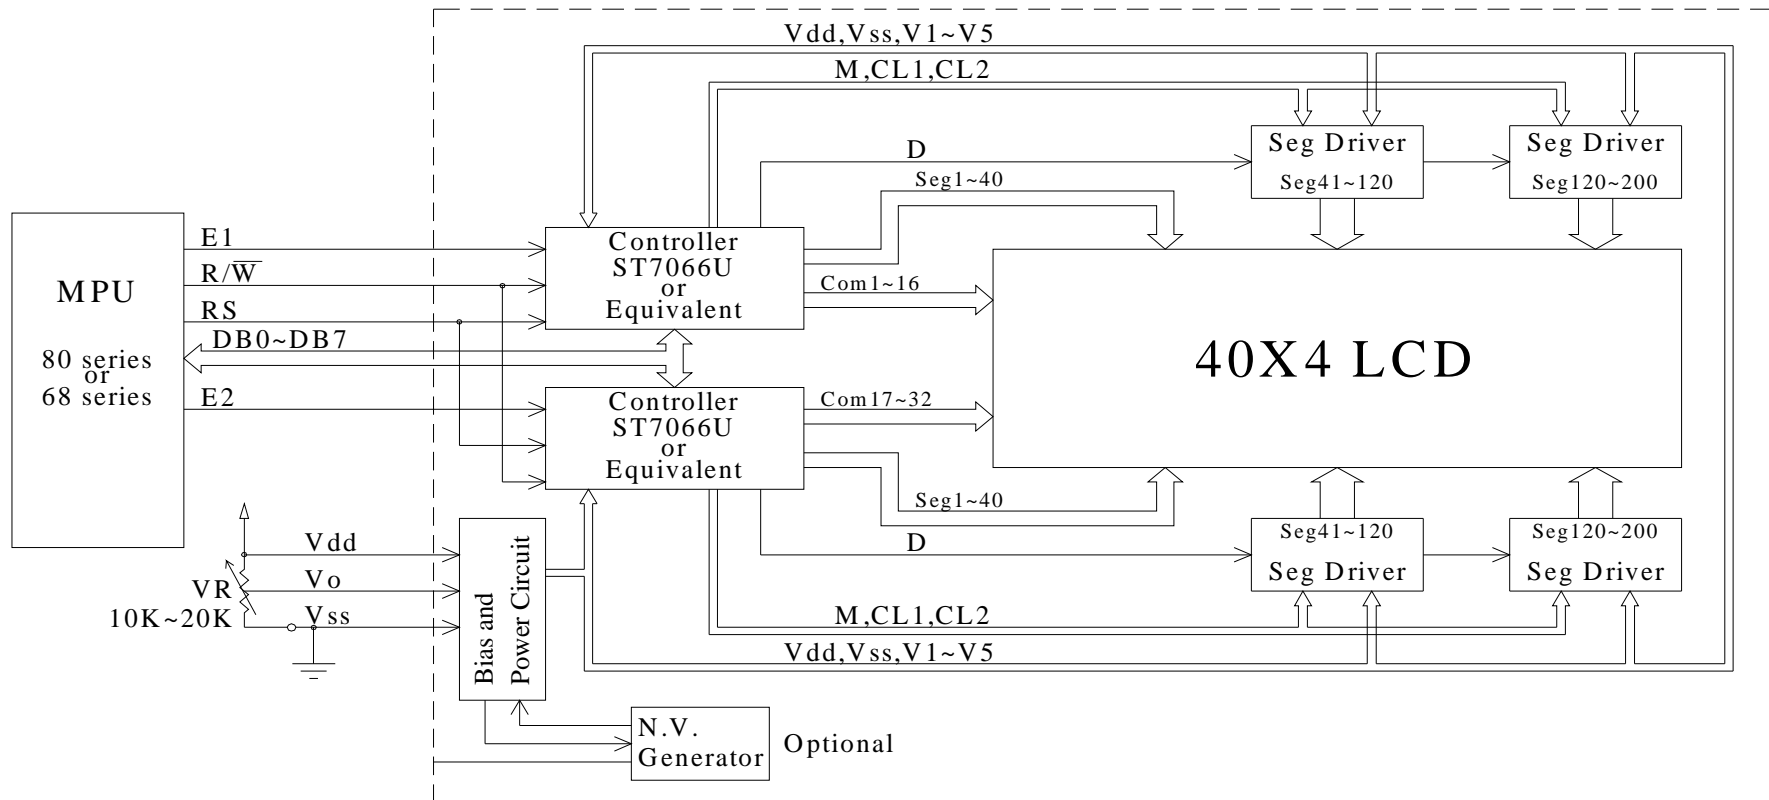 Vdd,Vss,V1~V5
M,CL1,CL2
D
Seg Driver
Seg41~120
Seg Driver
Seg120~200
Seg1~40
MPU
80 series
or
68 series
E1
R/W̅
RS
DB0~DB7
E2
Controller
ST7066U
or
Equivalent
Com1~16
40X4 LCD
Controller
ST7066U
or
Equivalent
Com17~32
Seg1~40
D
Seg41~120
Seg Driver
Seg120~200
Seg Driver
Vdd
VR
10K~20K
Vo
Vss
Bias and
Power Circuit
M,CL1,CL2
Vdd,Vss,V1~V5
N.V.
Generator
Optional